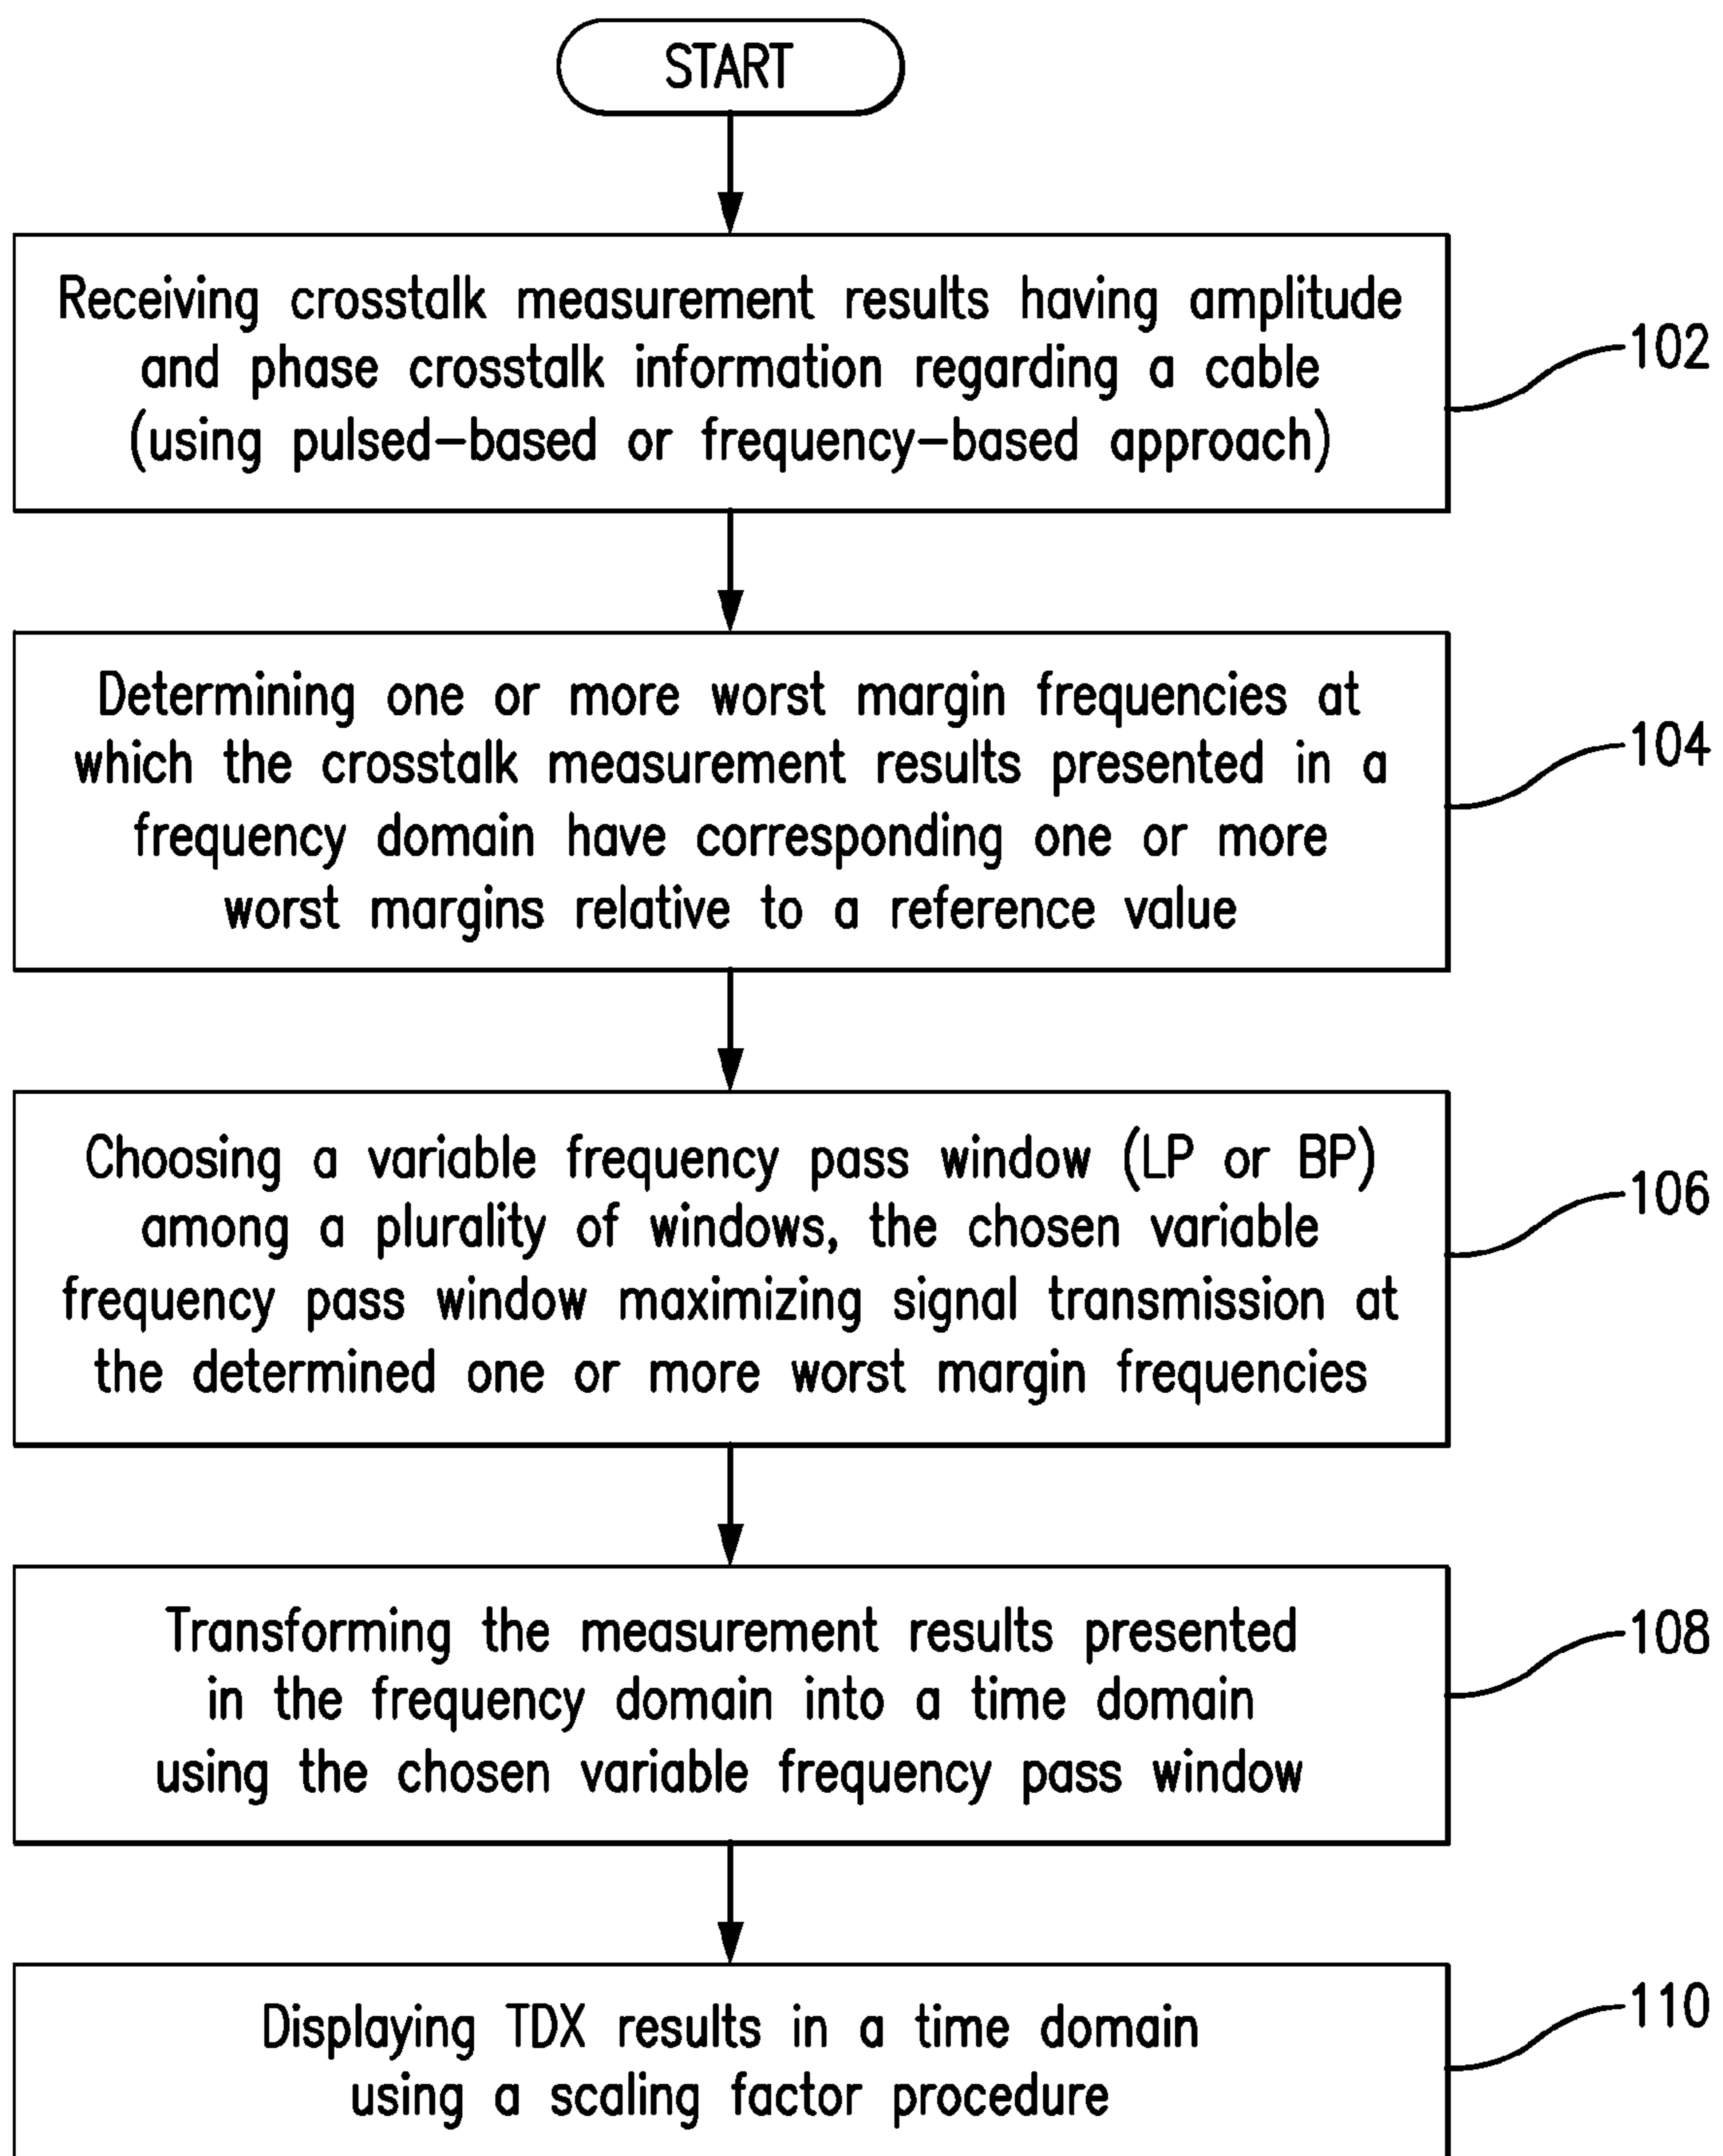 START
Receiving crosstalk measurement results having amplitude
and phase crosstalk information regarding a cable
(using pulsed-based or frequency-based approach)
102
Determining one or more worst margin frequencies at
which the crosstalk measurement results presented in a
frequency domain have corresponding one or more
worst margins relative to a reference value
104
Choosing a variable frequency pass window (LP or BP)
among a plurality of windows, the chosen variable
frequency pass window maximizing signal transmission at
the determined one or more worst margin frequencies
106
Transforming the measurement results presented
in the frequency domain into a time domain
using the chosen variable frequency pass window
108
Displaying TDX results in a time domain
using a scaling factor procedure
110